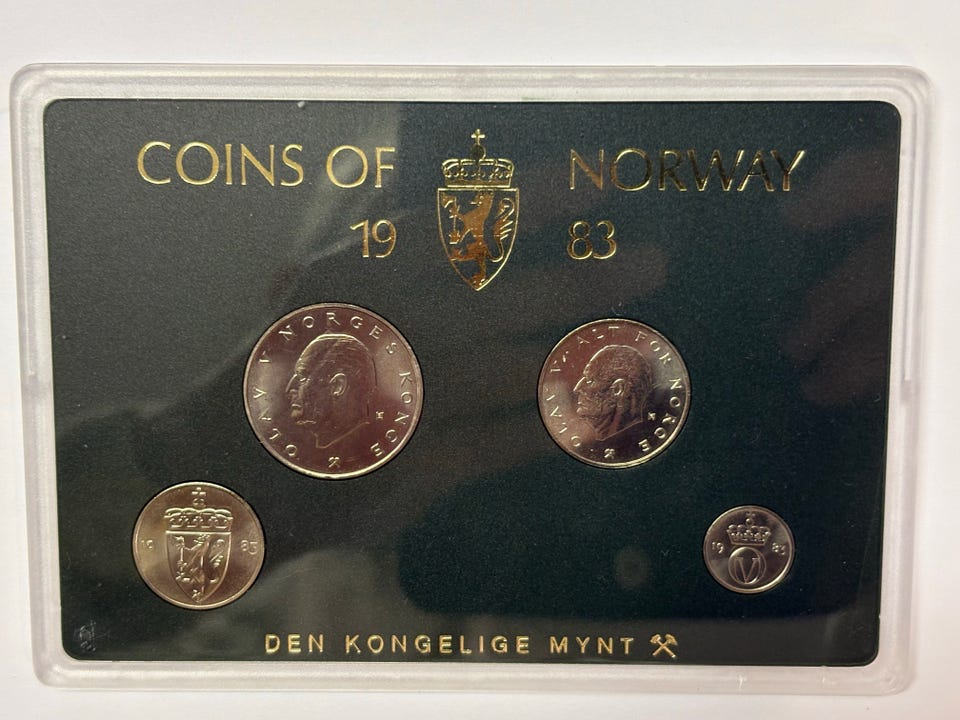 COINS OF NORWAY
19 83
OLAV V NORGES KONGE
K
OLAV V ALT FOR NORGE
K
19 83
19 83
V
DEN KONGELIGE MYNT